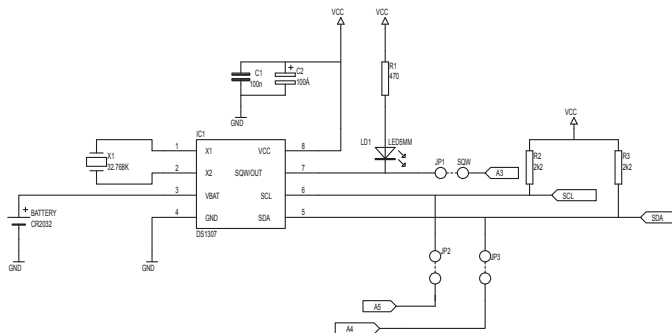 VCC
VCC
C1
100n
+
C2
100Á
R1
470
GND
VCC
IC1
X1
32.768K
1
X1
VCC
8
LD1
LED5MM
R2
2k2
R3
2k2
2
X2
SQW/OUT
7
JP1
SQW
A3
3
VBAT
SCL
6
SCL
+
BATTERY
CR2032
4
GND
SDA
5
SDA
DS1307
GND
GND
JP2
JP3
A5
A4